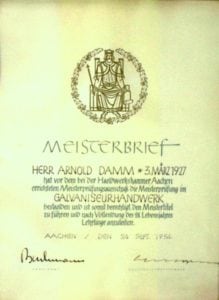 MEISTERBRIEF
HERR ARNOLD DAMM * 3. MÄRZ 1927
hat vor dem bei der Handwerkskammer Aachen
errichteten Meisterprüfungsausschuß die Meisterprüfung im
GALVANISEURHANDWERK
bestanden und ist somit berechtigt, den Meistertitel
zu führen und nach Vollendung des 24. Lebensjahres
Lehrlinge anzuleiten.
AACHEN / DEN SEPT.